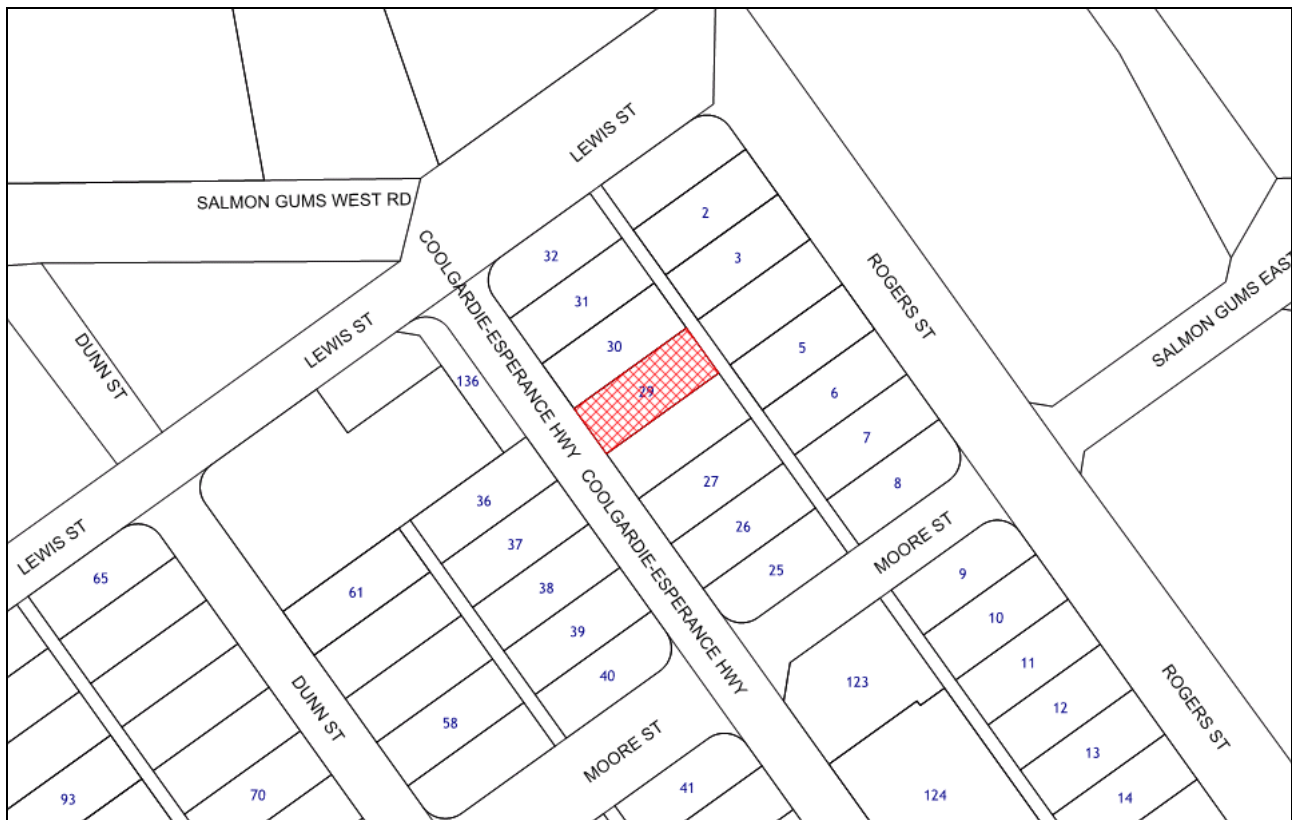 LEWIS ST
SALMON GUMS WEST RD
2
32
3
COOLGARDIE-ESPERANCE HWY
ROGERS ST
31
SALMON GUMS EAST
LEWIS ST
30
5
DUNN ST
136
29
6
7
27
8
36
COOLGARDIE-ESPERANCE HWY
26
37
LEWIS ST
MOORE ST
25
9
65
38
61
10
39
11
40
123
12
ROGERS ST
DUNN ST
58
MOORE ST
13
41
70
93
124
14